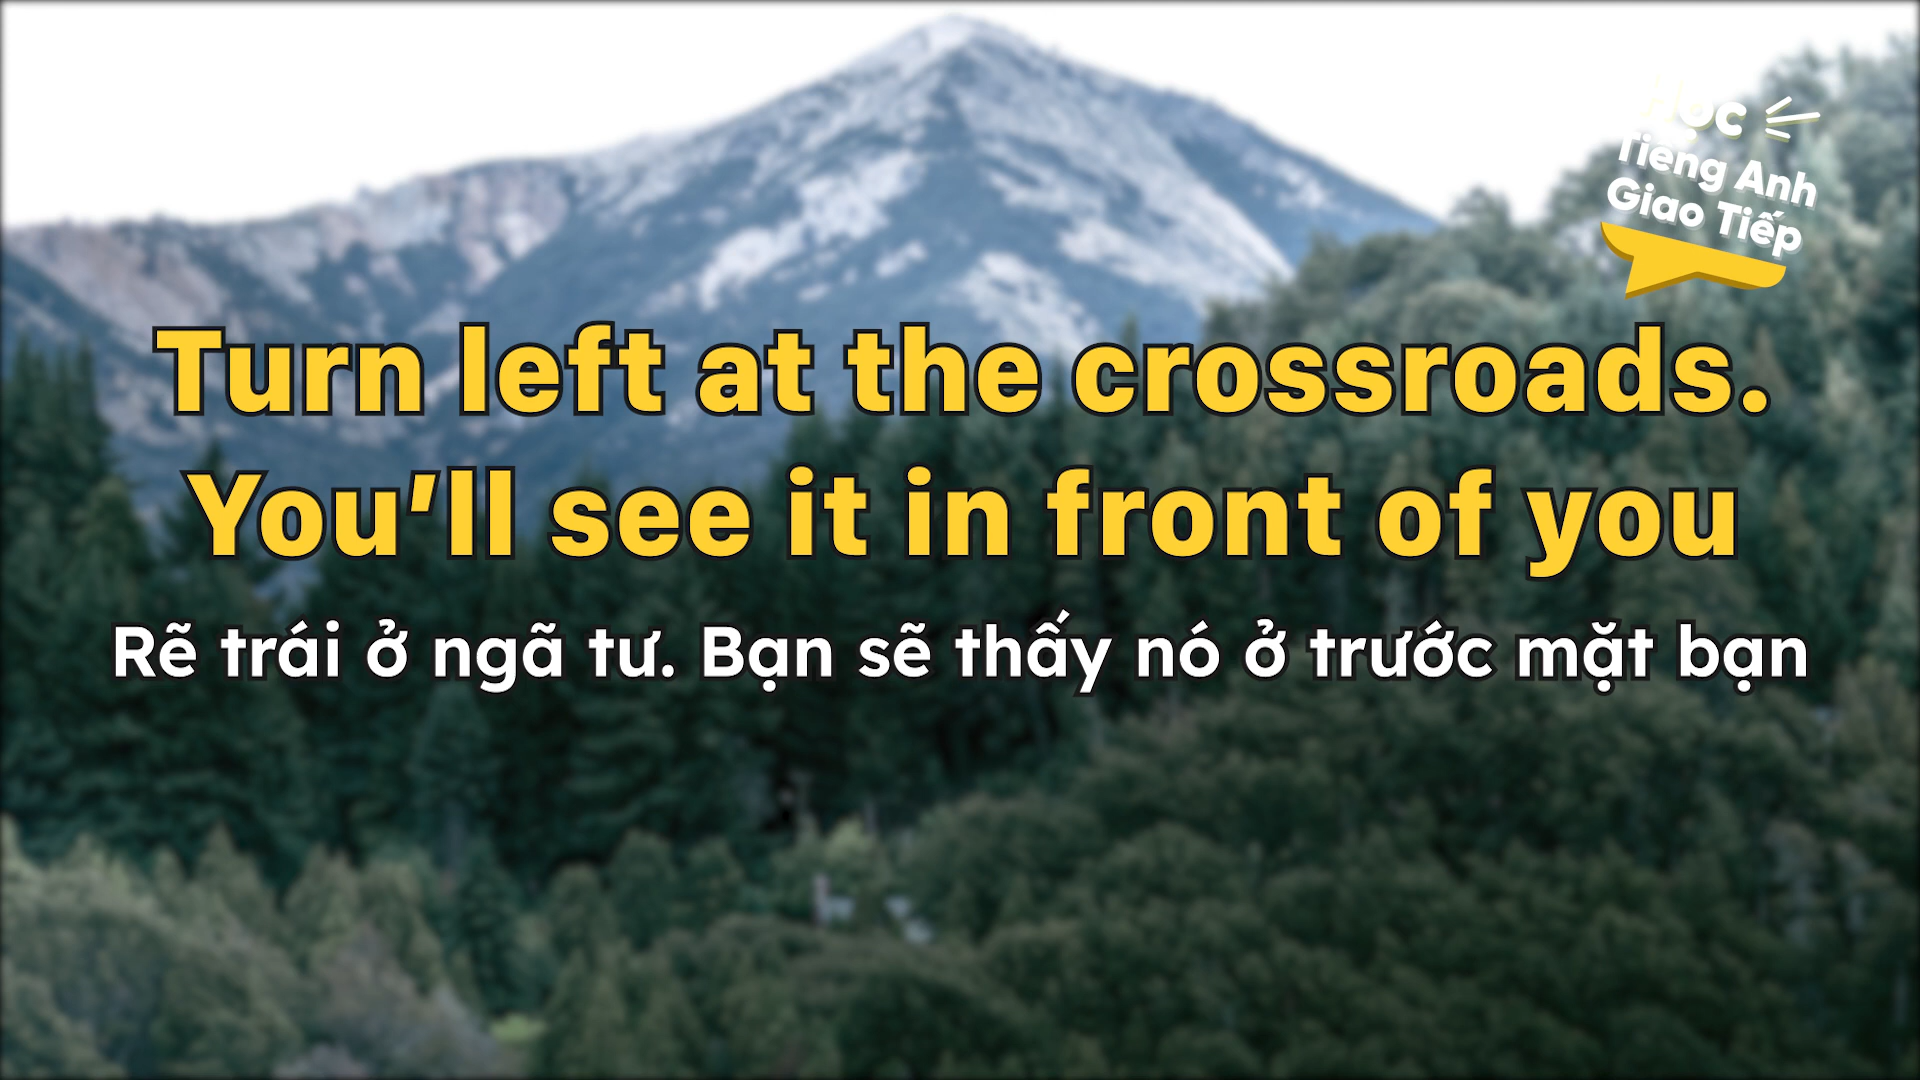 Học
Tiếng Anh
Giao Tiếp
Turn left at the crossroads.
You’ll see it in front of you
Rẽ trái ở ngã tư. Bạn sẽ thấy nó ở trước mặt bạn